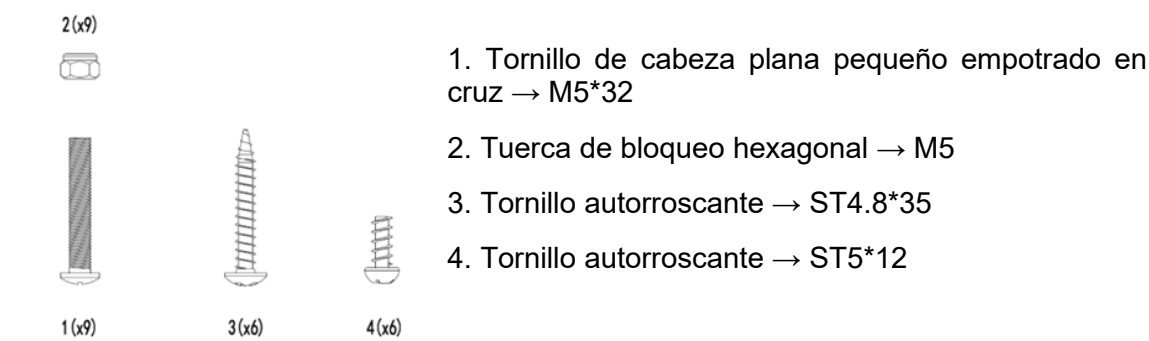 2(x9)
1. Tornillo de cabeza plana pequeño empotrado en
cruz → M5*32
2. Tuerca de bloqueo hexagonal → M5
3. Tornillo autorroscante → ST4.8*35
4. Tornillo autorroscante → ST5*12
1(x9) 3(x6) 4(x6)